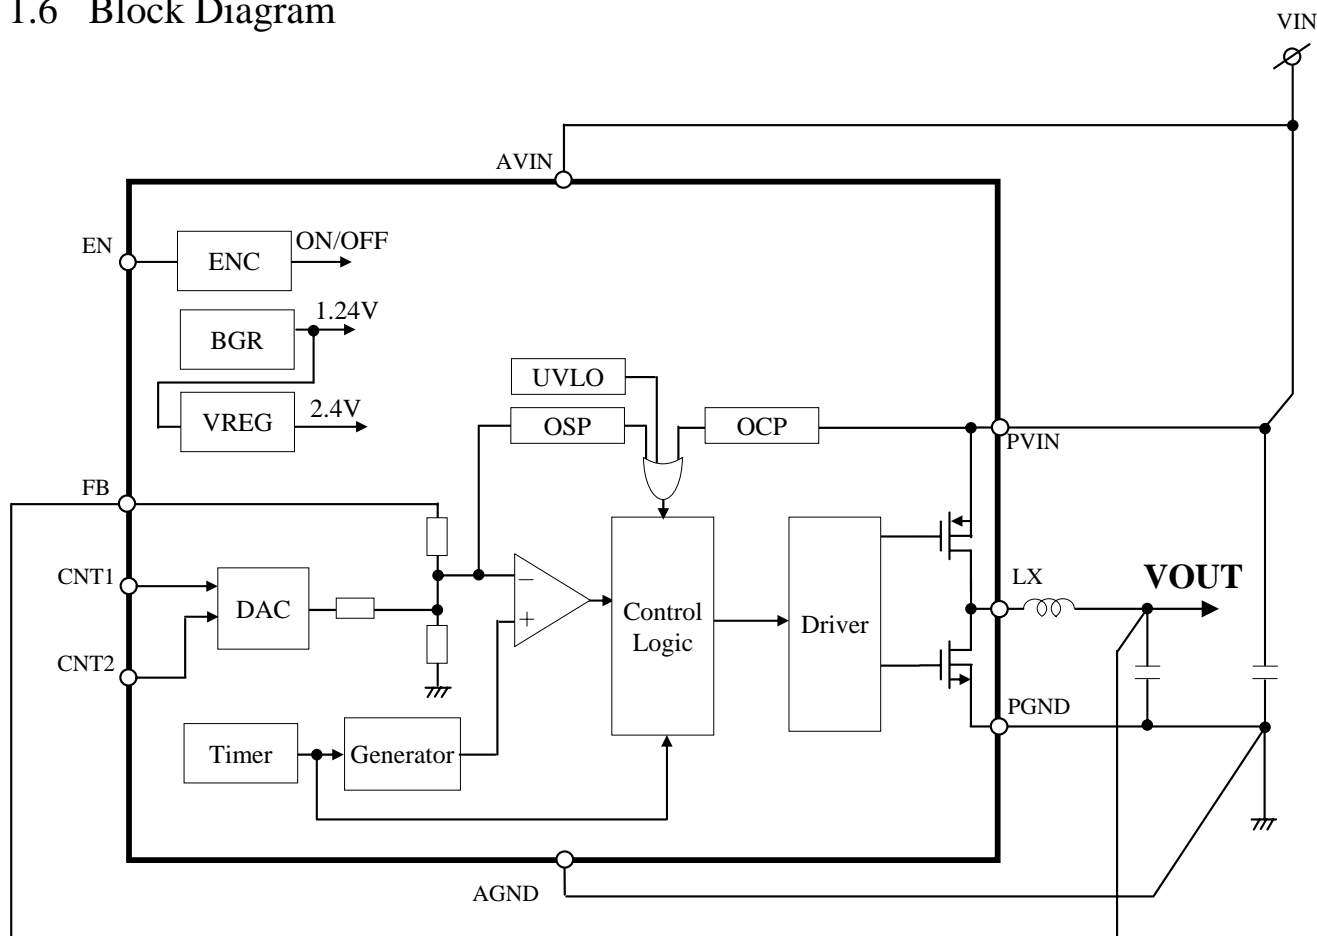 1.6 Block Diagram
VIN
AVIN
EN
ENC
ON/OFF
BGR
1.24V
VREG
2.4V
UVLO
OSP
OCP
PVIN
FB
CNT1
CNT2
DAC
−
+
Control
Logic
Driver
LX
VOUT
PGND
Timer
Generator
AGND